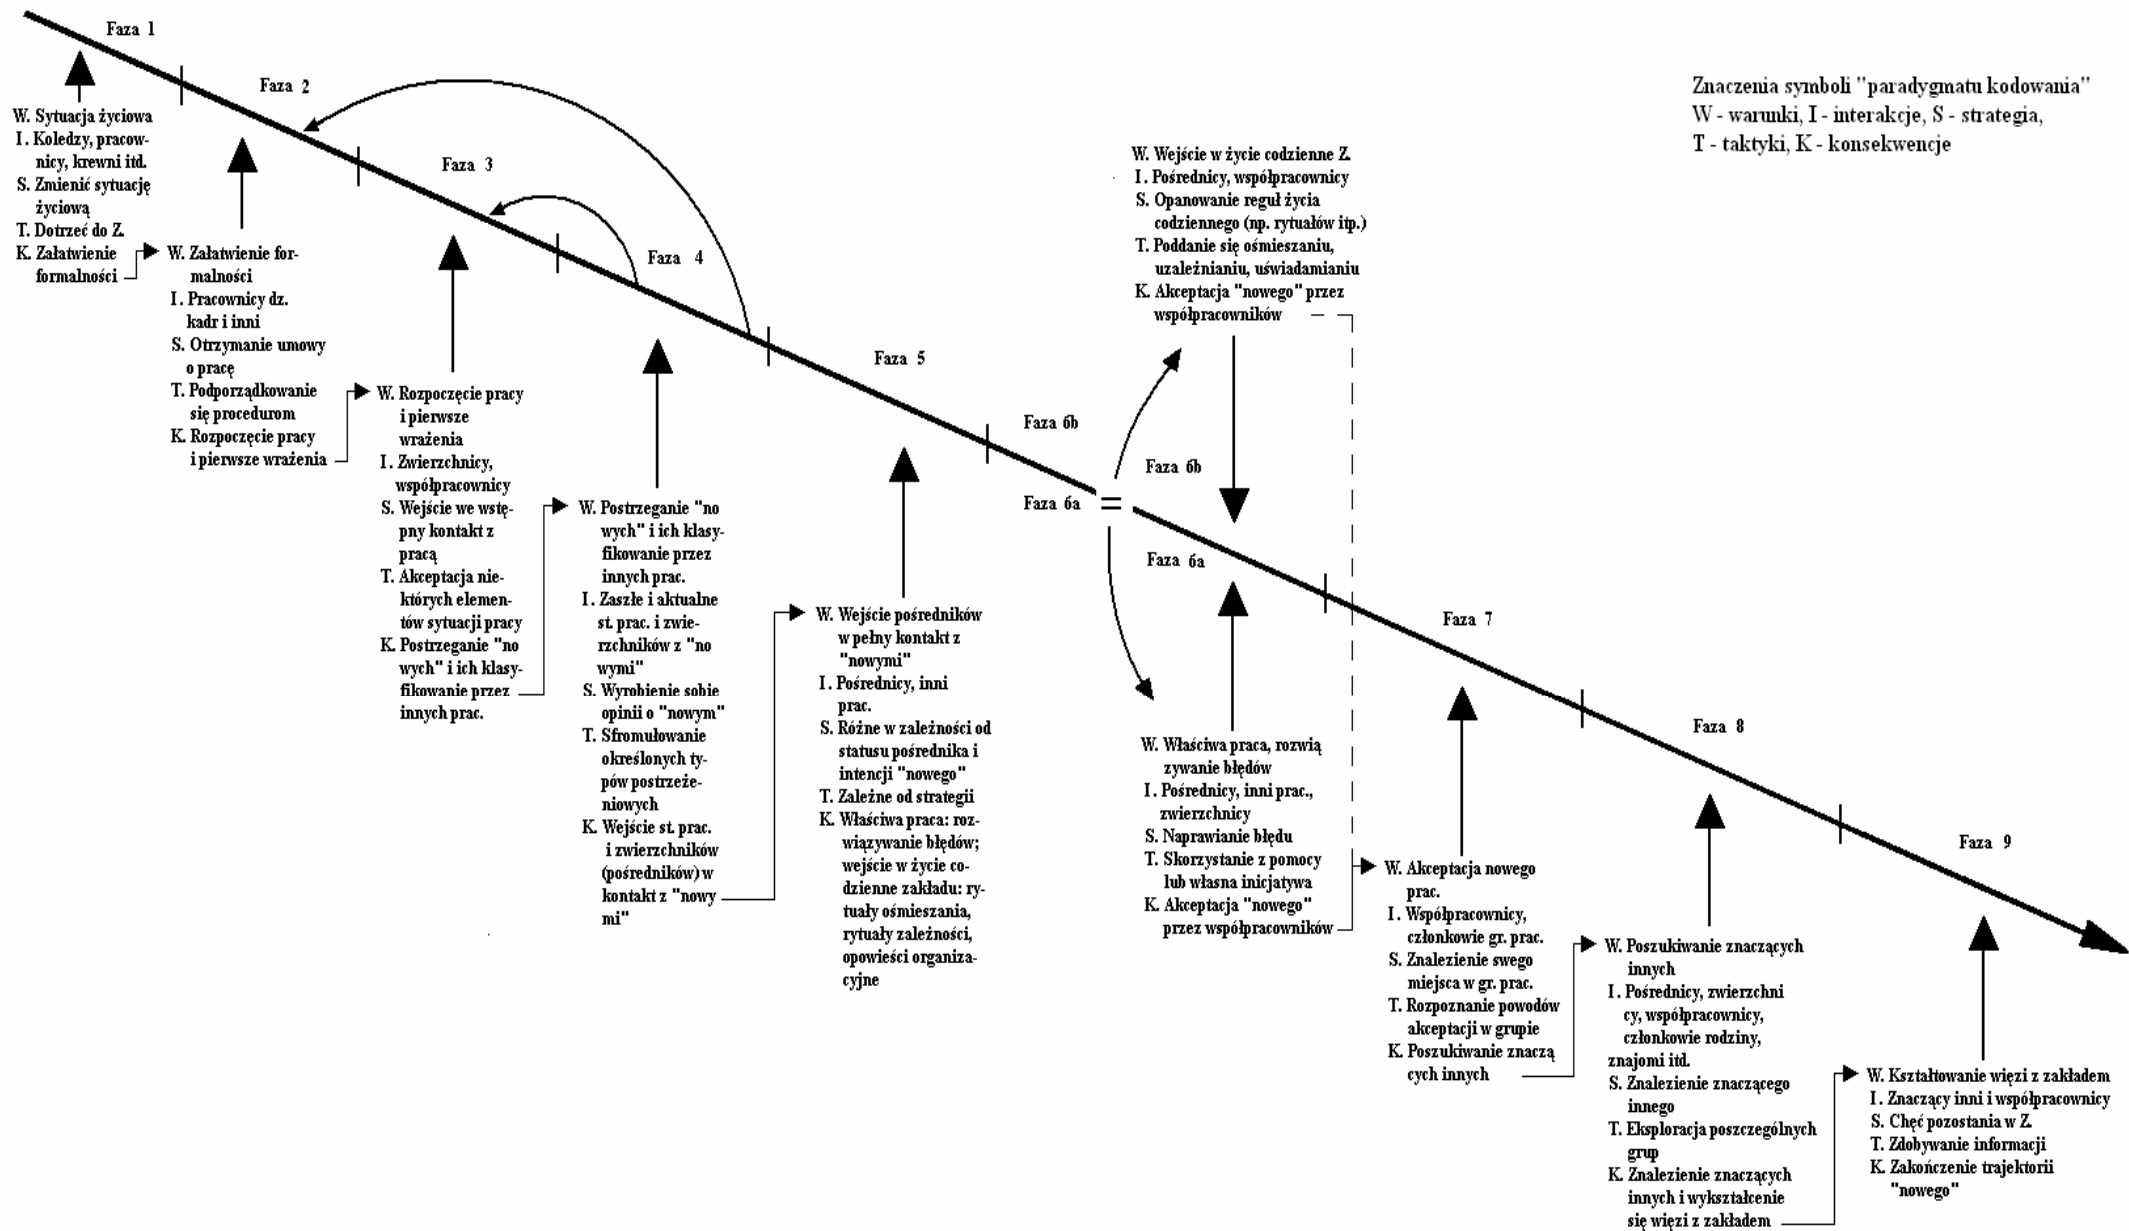 Faza 1
W. Sytuacja życiowa
I. Koledzy, pracow-
nicy, krewni itd.
S. Zmienić sytuację
życiową
T. Dotrzeć do Z.
K. Załatwienie
formalności
Faza 2
W. Załatwienie for-
malności
I. Pracownicy dz.
kadr i inni
S. Otrzymanie umowy
o pracę
T. Podporządkowanie
się procedurom
K. Rozpoczęcie pracy
i pierwsze wrażenia
Faza 3
W. Rozpoczęcie pracy
i pierwsze
wrażenia
I. Zwierzchnicy,
współpracownicy
S. Wejście we wstę-
pny kontakt z
pracą
T. Akceptacja nie-
których elemen-
tów sytuacji pracy
K. Postrzeganie "no
wych" i ich klasy-
fikowanie przez
innych prac.
Faza 4
W. Postrzeganie "no
wych" i ich klasy-
fikowanie przez
innych prac.
I. Zaszłe i aktualne
st. prac. i zwie-
rzchników z "no
wymi"
S. Wyrobienie sobie
opinii o "nowym"
T. Sfromułowanie
określonych ty-
pów postrzeże-
niowych
K. Wejście st. prac.
i zwierzchników
(pośredników) w
kontakt z "nowy
mi"
Faza 5
W. Wejście pośredników
w pełny kontakt z
"nowymi"
I. Pośrednicy, inni
prac.
S. Różne w zależności od
statusu pośrednika i
intencji "nowego"
T. Zależne od strategii
K. Właściwa praca: roz-
wiązywanie błędów;
wejście w życie co-
dzienne zakładu: ry-
tuały ośmieszania,
rytuały zależności,
opowieści organiza-
cyjne
Faza 6b
Faza 6a
=
W. Wejście w życie codzienne Z.
I. Pośrednicy, współpracownicy
S. Opanowanie reguł życia
codziennego (np. rytuałów itp.)
T. Poddanie się ośmieszaniu,
uzależnianiu, uświadamianiu
K. Akceptacja "nowego" przez
współpracowników
Faza 6b
Faza 6a
W. Właściwa praca, rozwią
zywanie błędów
I. Pośrednicy, inni prac.,
zwierzchnicy
S. Naprawianie błędu
T. Skorzystanie z pomocy
lub własna inicjatywa
K. Akceptacja "nowego"
przez współpracowników
Faza 7
W. Akceptacja nowego
prac.
I. Współpracownicy,
członkowie gr. prac.
S. Znalezienie swego
miejsca w gr. prac.
T. Rozpoznanie powodów
akceptacji w grupie
K. Poszukiwanie znaczą
cych innych
Faza 8
W. Poszukiwanie znaczących
innych
I. Pośrednicy, zwierzchni
cy, współpracownicy,
członkowie rodziny,
znajomi itd.
S. Znalezienie znaczącego
innego
T. Eksploracja poszczególnych
grup
K. Znalezienie znaczących
innych i wykształcenie
się więzi z zakładem
Faza 9
W. Kształtowanie więzi z zakładem
I. Znaczący inni i współpracownicy
S. Chęć pozostania w Z.
T. Zdobywanie informacji
K. Zakończenie trajektorii
"nowego"
Znaczenia symboli "paradygmatu kodowania"
W - warunki, I - interakcje, S - strategia,
T - taktyki, K - konsekwencje